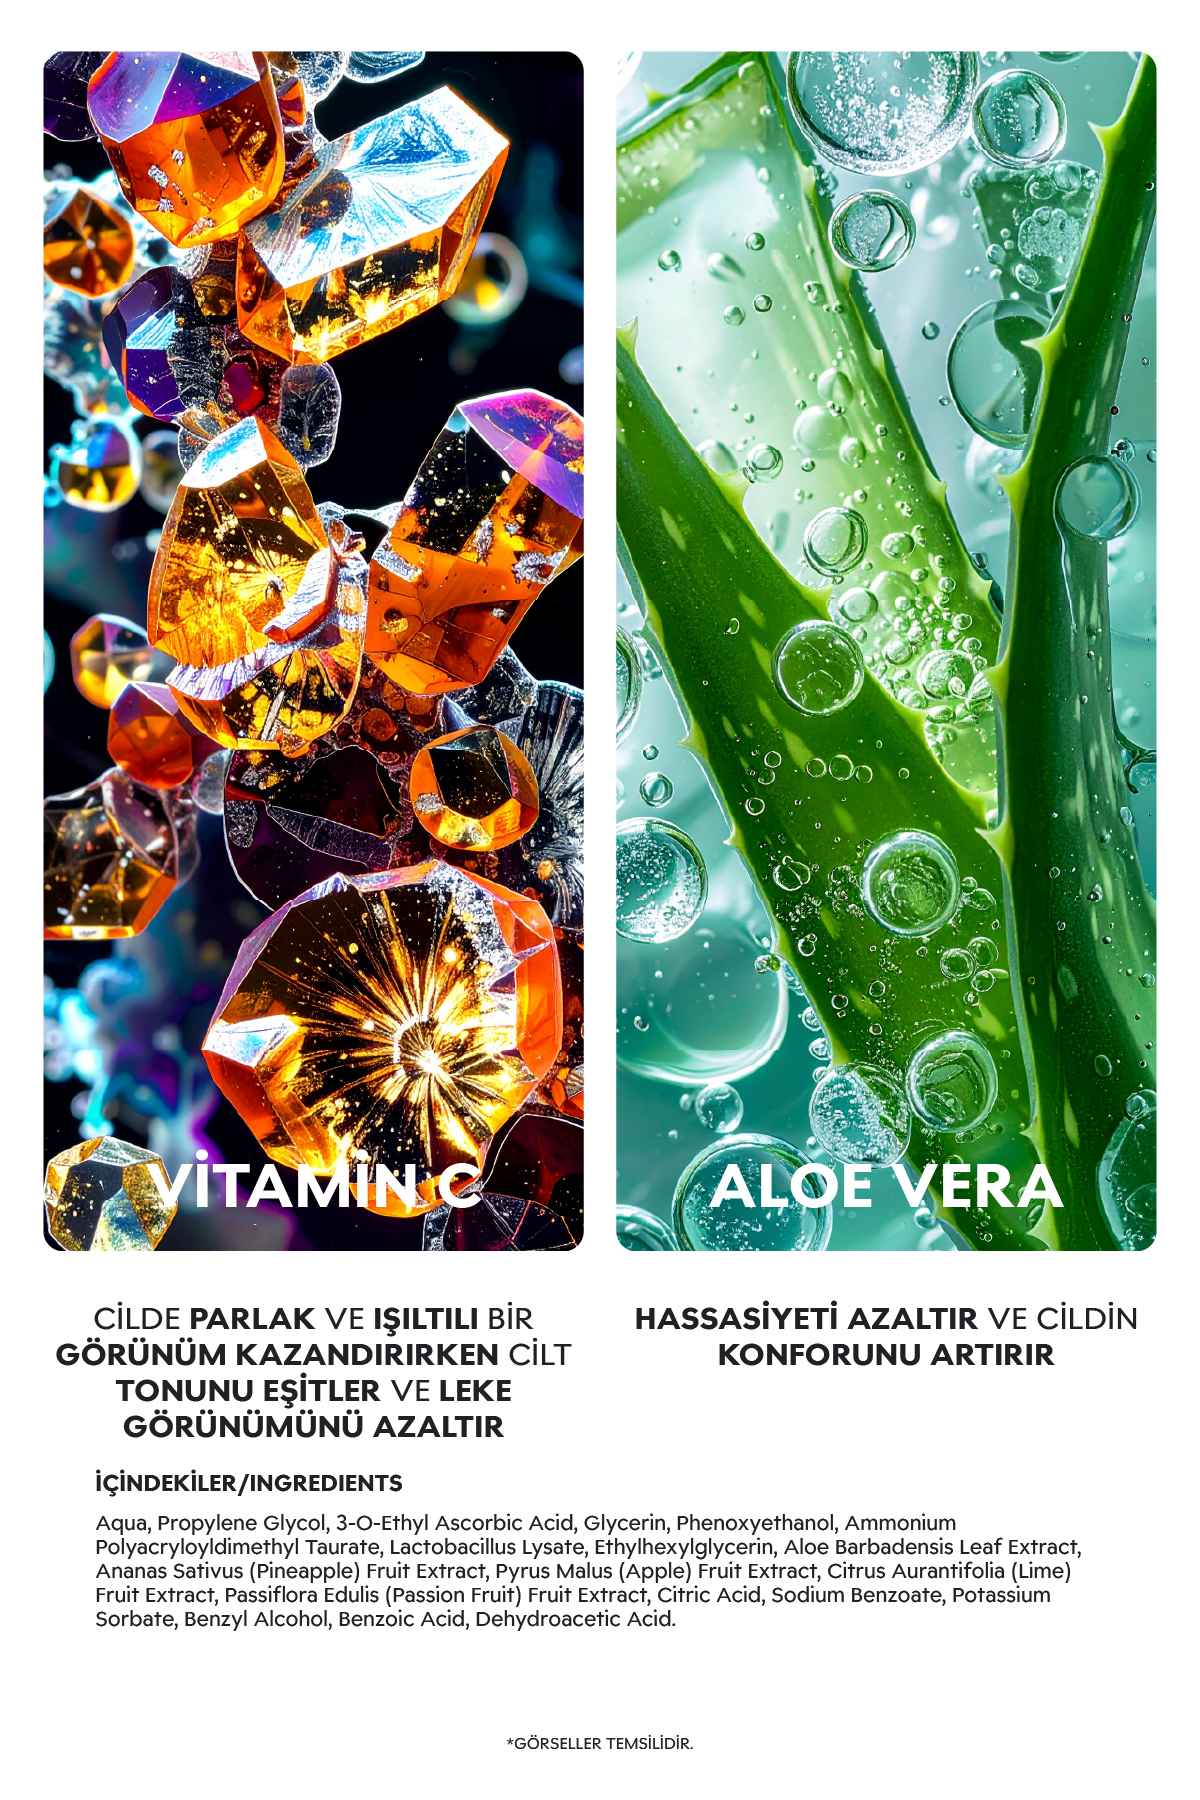 VİTAMİN C
ALOE VERA
CİLDE PARLAK VE IŞILTILI BİR
GÖRÜNÜM KAZANDIRIRKEN CİLT
TONUNU EŞİTLER VE LEKE
GÖRÜNÜMÜNÜ AZALTIR
HASSASİYETİ AZALTIR VE CİLDİN
KONFORUNU ARTIRIR
İÇİNDEKİLER/INGREDIENTS
Aqua, Propylene Glycol, 3-O-Ethyl Ascorbic Acid, Glycerin, Phenoxyethanol, Ammonium
Polyacryloyldimethyl Taurate, Lactobacillus Lysate, Ethylhexylglycerin, Aloe Barbadensis Leaf Extract,
Ananas Sativus (Pineapple) Fruit Extract, Pyrus Malus (Apple) Fruit Extract, Citrus Aurantifolia (Lime)
Fruit Extract, Passiflora Edulis (Passion Fruit) Fruit Extract, Citric Acid, Sodium Benzoate, Potassium
Sorbate, Benzyl Alcohol, Benzoic Acid, Dehydroacetic Acid.
*GÖRSELLER TEMSİLİDİR.